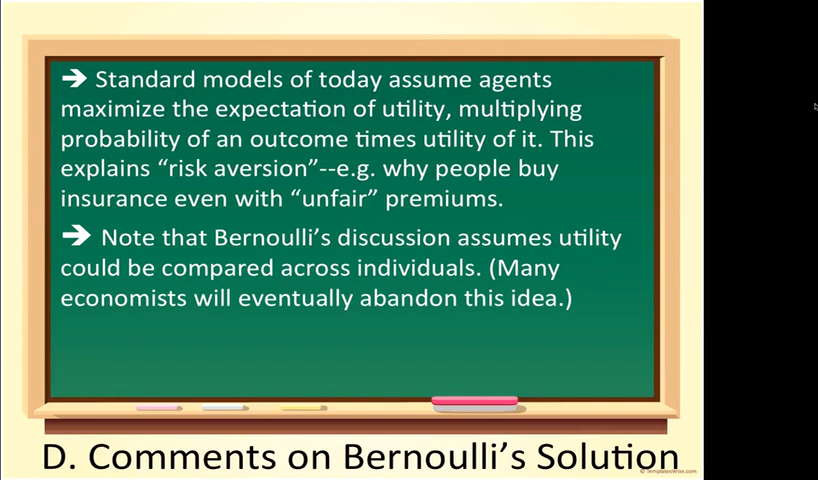 ➔ Standard models of today assume agents
maximize the expectation of utility, multiplying
probability of an outcome times utility of it. This
explains “risk aversion”--e.g. why people buy
insurance even with “unfair” premiums.
➔ Note that Bernoulli’s discussion assumes utility
could be compared across individuals. (Many
economists will eventually abandon this idea.)
D. Comments on Bernoulli’s Solution
© TemplatesWise.com